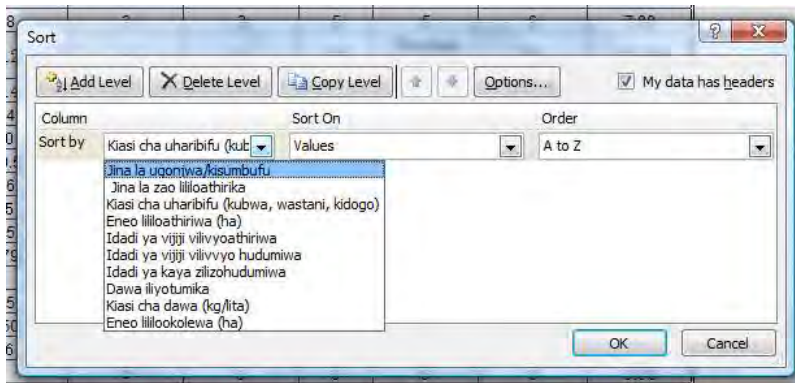 Sort
Add Level Delete Level Copy Level Options... My data has headers
Column Sort On Order
Sort by Kiasi cha uharibifu (kub Values A to Z
Jina la ugonjwa/kisumbufu
Jina la zao lililoathirika
Kiasi cha uharibifu (kubwa, wastani, kidogo)
Eneo lililoathiriwa (ha)
Idadi ya vijiji vilivyoathiriwa
Idadi ya vijiji vilivvyo hudumiwa
Idadi ya kaya zilizohudumiwa
Dawa iliyotumika
Kiasi cha dawa (kg/lita)
Eneo lililookolewa (ha)
OK Cancel